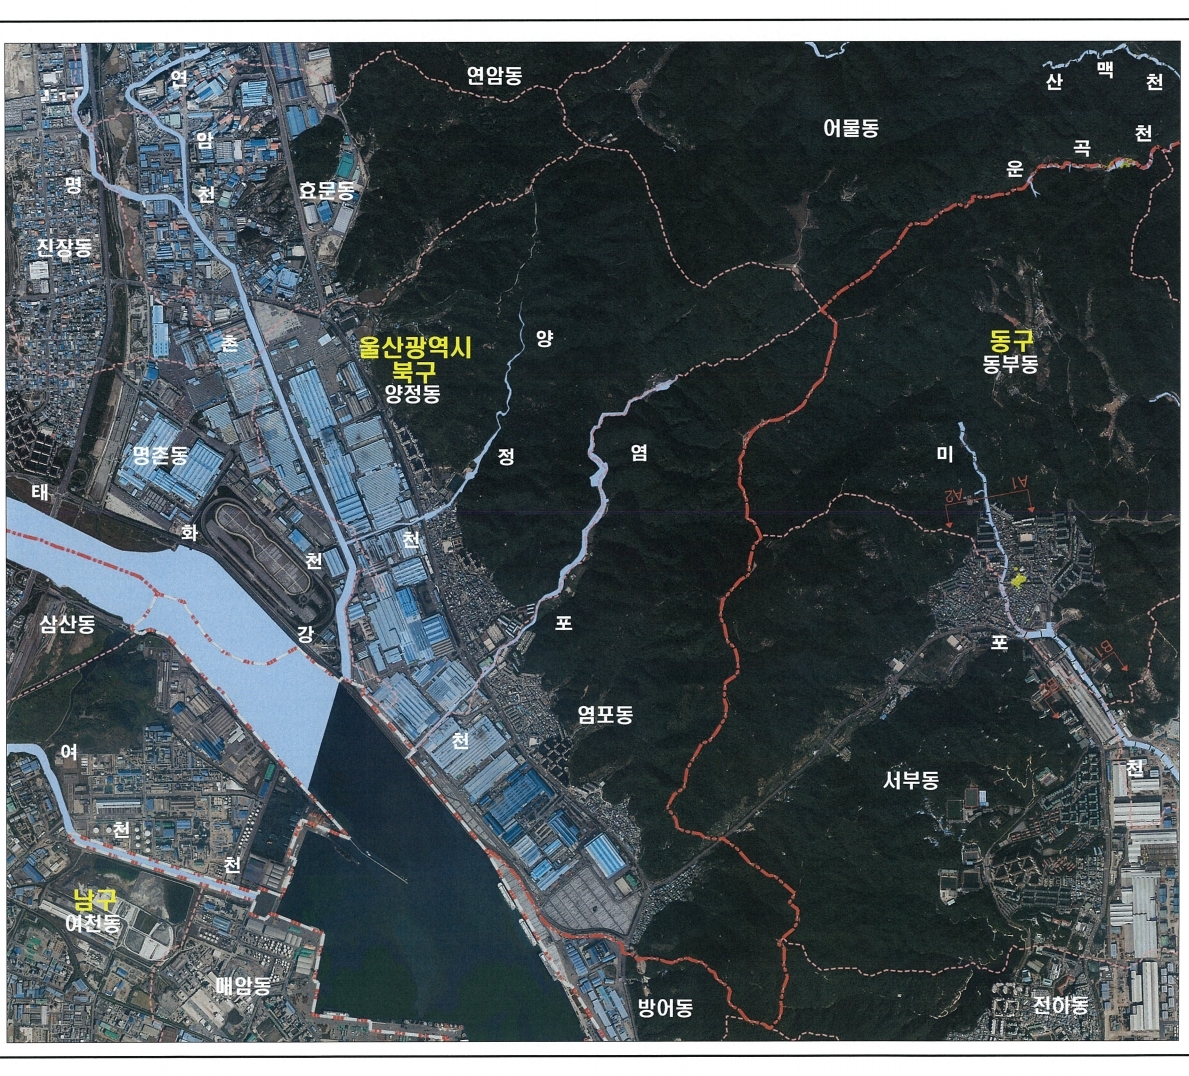 연암동
연
산 맥 천
어물동
암
운 곡 천
명
천
효문동
진장동
촌
양
울산광역시
북구
양정동
동구
동부동
명촌동
정
염
미
태
A2
A1
화
천
천
삼산동
강
포
포
B1
염포동
여
천
천
서부동
천
천
남구
여천동
매암동
방어동
전하동